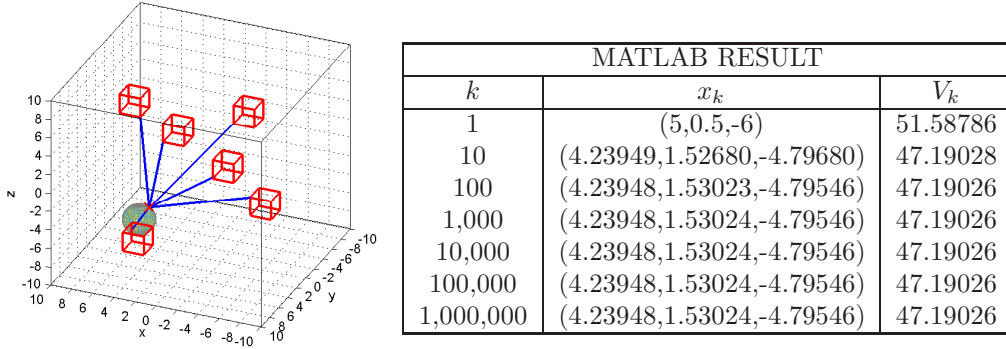 10
8
6
4
2
0
-2
-4
-6
-8
-10
z
10 8 6 4 2 0 -2 -4 -6 -8 -10
x
10 8 6 4 2 0 -2 -4 -6 -8 -10
y
MATLAB RESULT
k x_k V_k
1 (5,0.5,-6) 51.58786
10 (4.23949,1.52680,-4.79680) 47.19028
100 (4.23948,1.53023,-4.79546) 47.19026
1,000 (4.23948,1.53024,-4.79546) 47.19026
10,000 (4.23948,1.53024,-4.79546) 47.19026
100,000 (4.23948,1.53024,-4.79546) 47.19026
1,000,000 (4.23948,1.53024,-4.79546) 47.19026